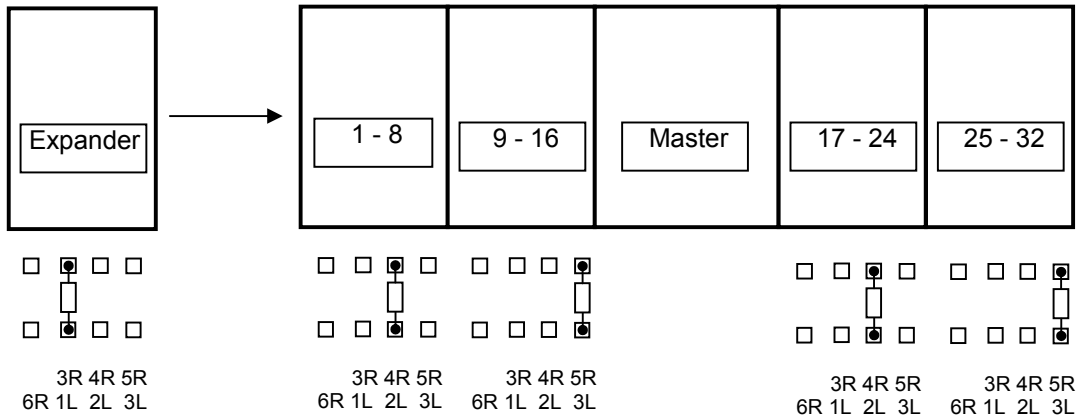 Expander
1 - 8
9 - 16
Master
17 - 24
25 - 32
3R 4R 5R
6R 1L 2L 3L
3R 4R 5R
6R 1L 2L 3L
3R 4R 5R
6R 1L 2L 3L
3R 4R 5R
6R 1L 2L 3L
3R 4R 5R
6R 1L 2L 3L